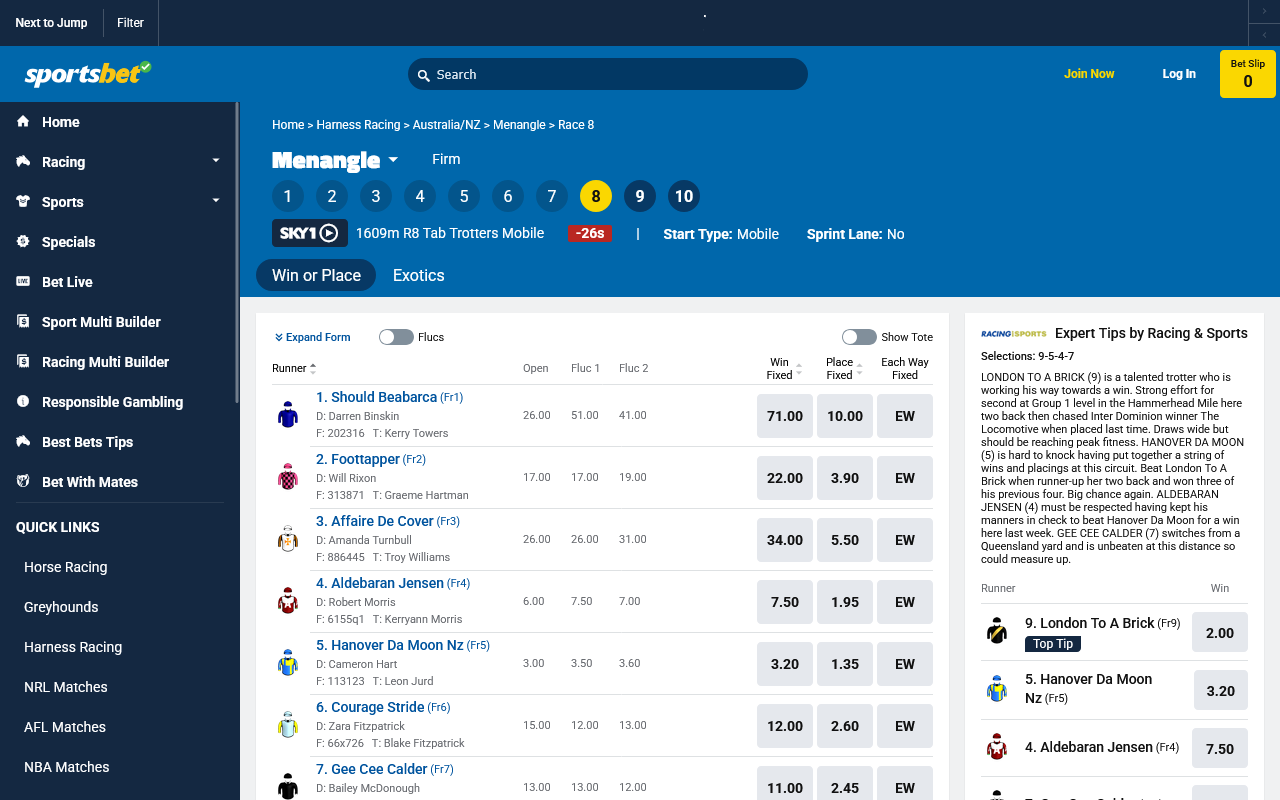 Next to Jump
Filter
sportsbet
Search
Join Now
Log In
Bet Slip
0
Home
Racing
Sports
Specials
Bet Live
Sport Multi Builder
Racing Multi Builder
Responsible Gambling
Best Bets Tips
Bet With Mates
QUICK LINKS
Horse Racing
Greyhounds
Harness Racing
NRL Matches
AFL Matches
NBA Matches
Home > Harness Racing > Australia/NZ > Menangle > Race 8
Menangle
Firm
1 2 3 4 5 6 7 8 9 10
SKY1 1609m R8 Tab Trotters Mobile -26s | Start Type: Mobile Sprint Lane: No
Win or Place
Exotics
Expand Form
Flucs
Show Tote
Runner Open Fluc 1 Fluc 2 Win Fixed Place Fixed Each Way Fixed
1. Should Beabarca (Fr1)
D: Darren Binskin 26.00 51.00 41.00 71.00 10.00 EW
F: 202316 T: Kerry Towers
2. Foottapper (Fr2)
D: Will Rixon 17.00 17.00 19.00 22.00 3.90 EW
F: 313871 T: Graeme Hartman
3. Affaire De Cover (Fr3)
D: Amanda Turnbull 26.00 26.00 31.00 34.00 5.50 EW
F: 886445 T: Troy Williams
4. Aldebaran Jensen (Fr4)
D: Robert Morris 6.00 7.50 7.00 7.50 1.95 EW
F: 6155q1 T: Kerryann Morris
5. Hanover Da Moon Nz (Fr5)
D: Cameron Hart 3.00 3.50 3.60 3.20 1.35 EW
F: 113123 T: Leon Jurd
6. Courage Stride (Fr6)
D: Zara Fitzpatrick 15.00 12.00 13.00 12.00 2.60 EW
F: 66x726 T: Blake Fitzpatrick
7. Gee Cee Calder (Fr7)
D: Bailey McDonough 13.00 13.00 12.00 11.00 2.45 EW
RACING SPORTS Expert Tips by Racing & Sports
Selections: 9-5-4-7
LONDON TO A BRICK (9) is a talented trotter who is
working his way towards a win. Strong effort for
second at Group 1 level in the Hammerhead Mile here
two back then chased Inter Dominion winner The
Locomotive when placed last time. Draws wide but
should be reaching peak fitness. HANOVER DA MOON
(5) is hard to knock having put together a string of
wins and placings at this circuit. Beat London To A
Brick when runner-up her two back and won three of
his previous four. Big chance again. ALDEBARAN
JENSEN (4) must be respected having kept his
manners in check to beat Hanover Da Moon for a win
here last week. GEE CEE CALDER (7) switches from a
Queensland yard and is unbeaten at this distance so
could measure up.
Runner Win
9. London To A Brick (Fr9) 2.00
Top Tip
5. Hanover Da Moon
Nz (Fr5) 3.20
4. Aldebaran Jensen (Fr4) 7.50